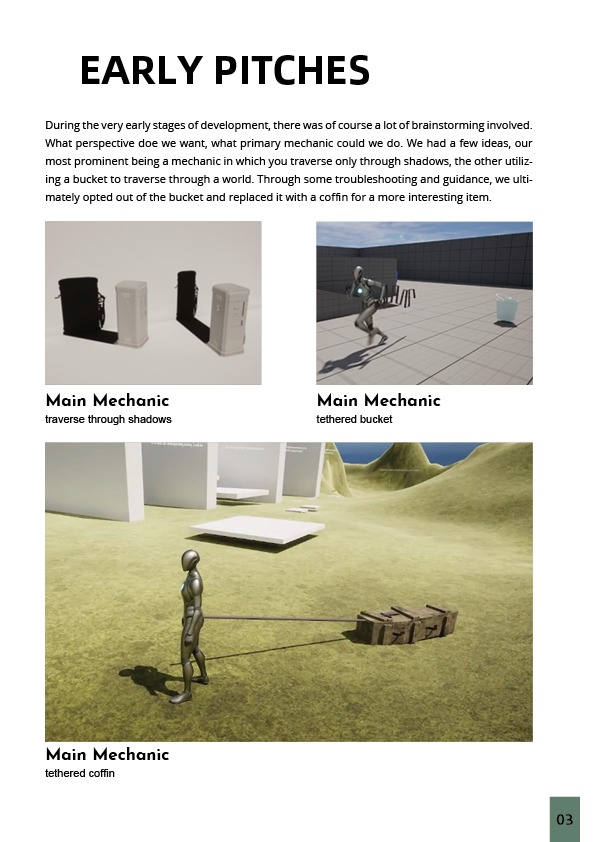 EARLY PITCHES
During the very early stages of development, there was of course a lot of brainstorming involved.
What perspective doe we want, what primary mechanic could we do. We had a few ideas, our
most prominent being a mechanic in which you traverse only through shadows, the other utiliz-
ing a bucket to traverse through a world. Through some troubleshooting and guidance, we ulti-
mately opted out of the bucket and replaced it with a coffin for a more interesting item.
Main Mechanic
traverse through shadows
Main Mechanic
tethered bucket
Main Mechanic
tethered coffin
03